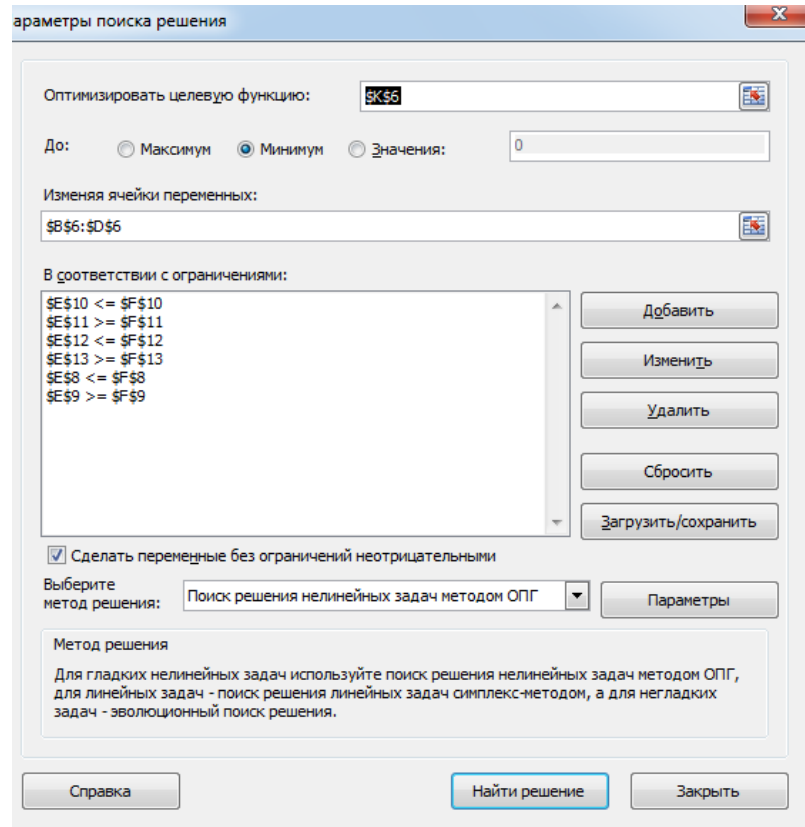 араметры поиска решения
Оптимизировать целевую функцию: $K$6
До: Максимум Минимум Значения: 0
Изменяя ячейки переменных:
$B$6:$D$6
В соответствии с ограничениями:
$E$10 <= $F$10
$E$11 >= $F$11
$E$12 <= $F$12
$E$13 >= $F$13
$E$8 <= $F$8
$E$9 >= $F$9
Добавить
Изменить
Удалить
Сбросить
Загрузить/сохранить
Сделать переменные без ограничений неотрицательными
Выберите
метод решения:
Поиск решения нелинейных задач методом ОПГ
Параметры
Метод решения
Для гладких нелинейных задач используйте поиск решения нелинейных задач методом ОПГ,
для линейных задач - поиск решения линейных задач симплекс-методом, а для негладких
задач - эволюционный поиск решения.
Справка Найти решение Закрыть